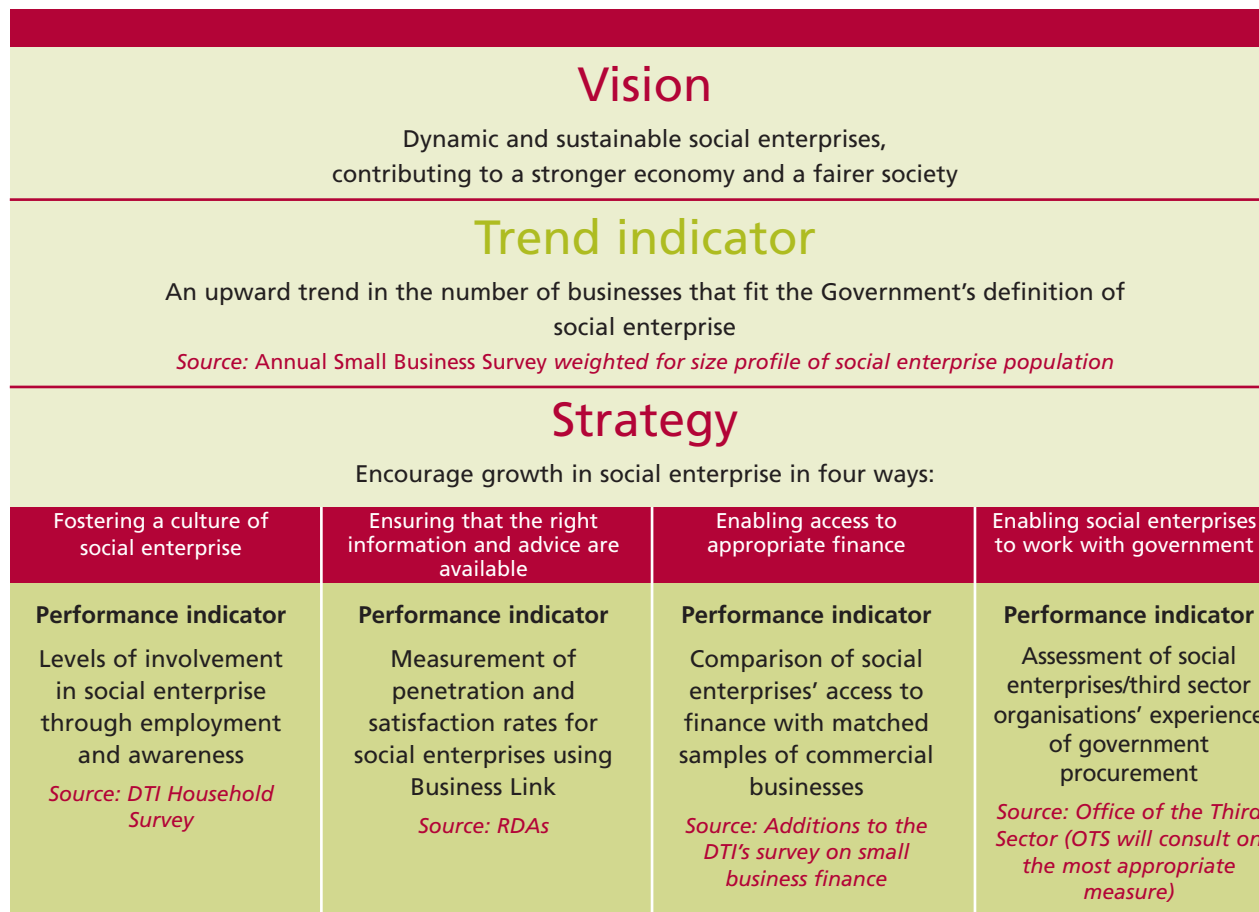 Vision
Dynamic and sustainable social enterprises,
contributing to a stronger economy and a fairer society
Trend indicator
An upward trend in the number of businesses that fit the Government’s definition of
social enterprise
Source: Annual Small Business Survey weighted for size profile of social enterprise population
Strategy
Encourage growth in social enterprise in four ways:
Fostering a culture of
social enterprise
Performance indicator
Levels of involvement
in social enterprise
through employment
and awareness
Source: DTI Household
Survey
Ensuring that the right
information and advice are
available
Performance indicator
Measurement of
penetration and
satisfaction rates for
social enterprises using
Business Link
Source: RDAs
Enabling access to
appropriate finance
Performance indicator
Comparison of social
enterprises’ access to
finance with matched
samples of commercial
businesses
Source: Additions to the
DTI’s survey on small
business finance
Enabling social enterprises
to work with government
Performance indicator
Assessment of social
enterprises/third sector
organisations’ experience
of government
procurement
Source: Office of the Third
Sector (OTS will consult on
the most appropriate
measure)